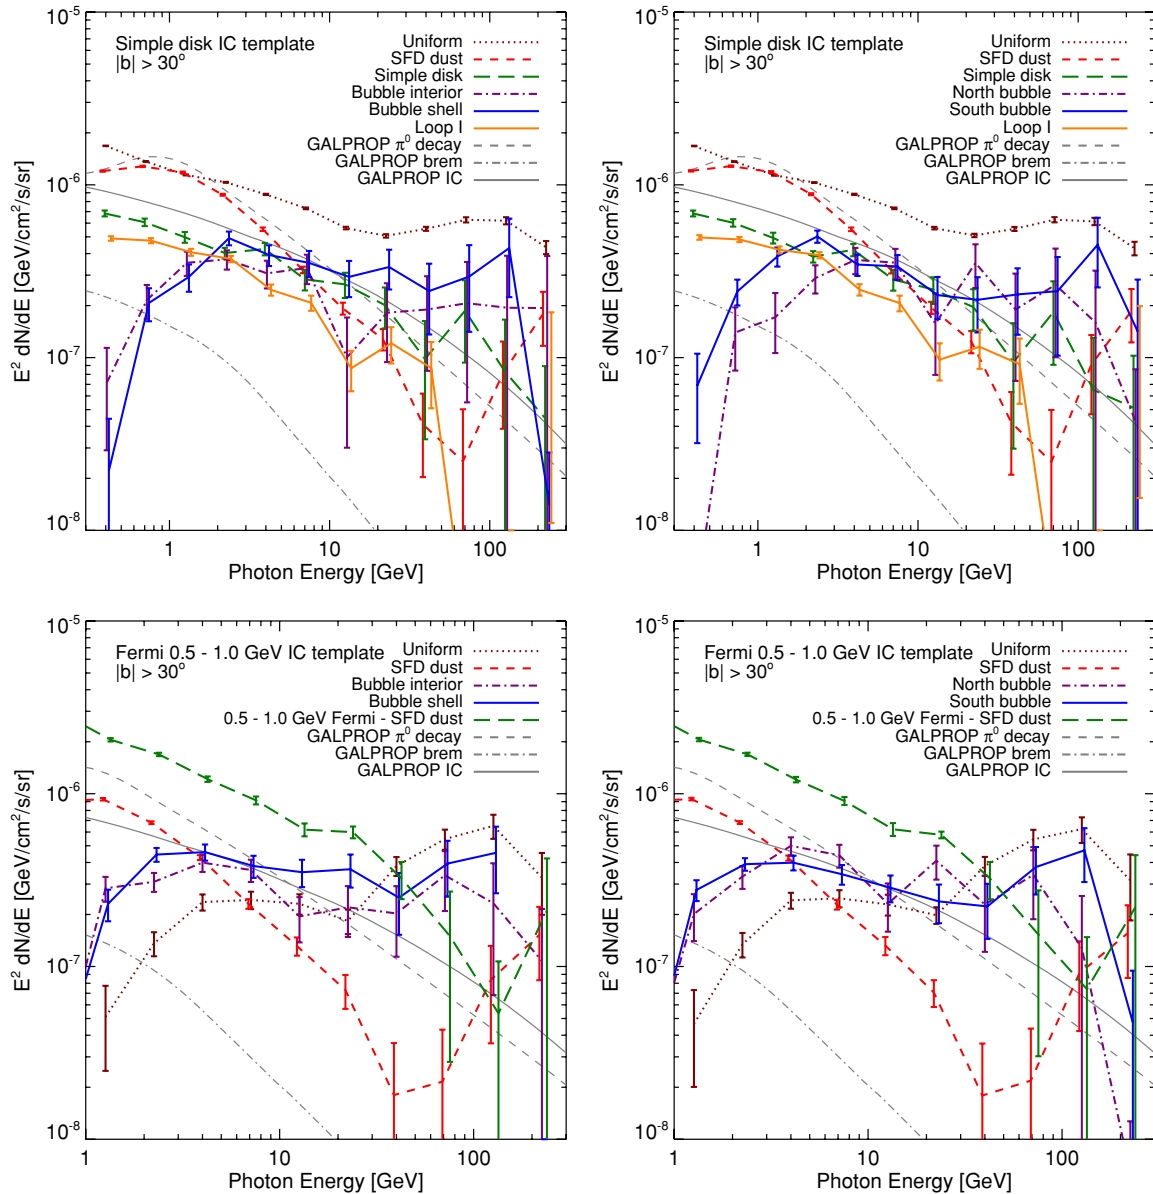 10⁻⁵
10⁻⁶
10⁻⁷
10⁻⁸
E² dN/dE [GeV/cm²/s/sr]
Simple disk IC template
|b| > 30°
Uniform
SFD dust
Simple disk
Bubble interior
Bubble shell
Loop I
GALPROP π⁰ decay
GALPROP brem
GALPROP IC
1
10
100
Photon Energy [GeV]
10⁻⁵
10⁻⁶
10⁻⁷
10⁻⁸
E² dN/dE [GeV/cm²/s/sr]
Simple disk IC template
|b| > 30°
Uniform
SFD dust
Simple disk
North bubble
South bubble
Loop I
GALPROP π⁰ decay
GALPROP brem
GALPROP IC
1
10
100
Photon Energy [GeV]
10⁻⁵
10⁻⁶
10⁻⁷
10⁻⁸
E² dN/dE [GeV/cm²/s/sr]
Fermi 0.5 - 1.0 GeV IC template
|b| > 30°
Uniform
SFD dust
Bubble interior
Bubble shell
0.5 - 1.0 GeV Fermi - SFD dust
GALPROP π⁰ decay
GALPROP brem
GALPROP IC
1
10
100
Photon Energy [GeV]
10⁻⁵
10⁻⁶
10⁻⁷
10⁻⁸
E² dN/dE [GeV/cm²/s/sr]
Fermi 0.5 - 1.0 GeV IC template
|b| > 30°
Uniform
SFD dust
North bubble
South bubble
0.5 - 1.0 GeV Fermi - SFD dust
GALPROP π⁰ decay
GALPROP brem
GALPROP IC
1
10
100
Photon Energy [GeV]